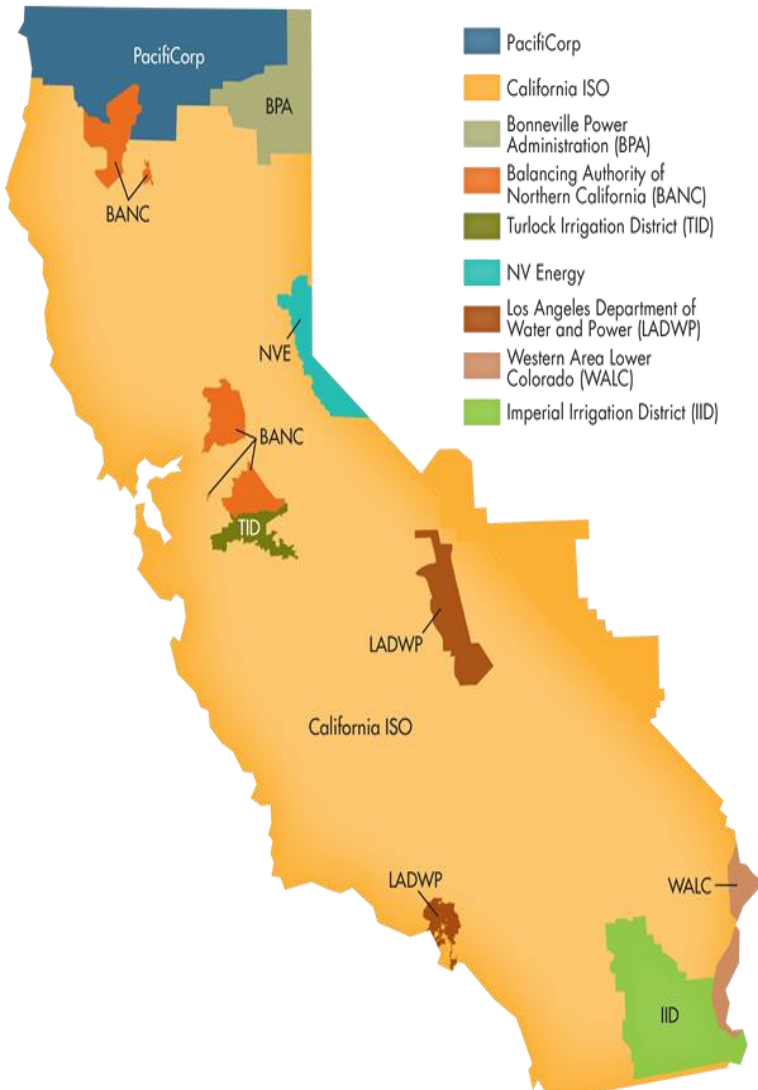 PacifiCorp
BPA
BANC
NVE
BANC
TID
LADWP
California ISO
LADWP
WALC
IID
PacifiCorp
California ISO
Bonneville Power
Administration (BPA)
Balancing Authority of
Northern California (BANC)
Turlock Irrigation District (TID)
NV Energy
Los Angeles Department of
Water and Power (LADWP)
Western Area Lower
Colorado (WALC)
Imperial Irrigation District (IID)